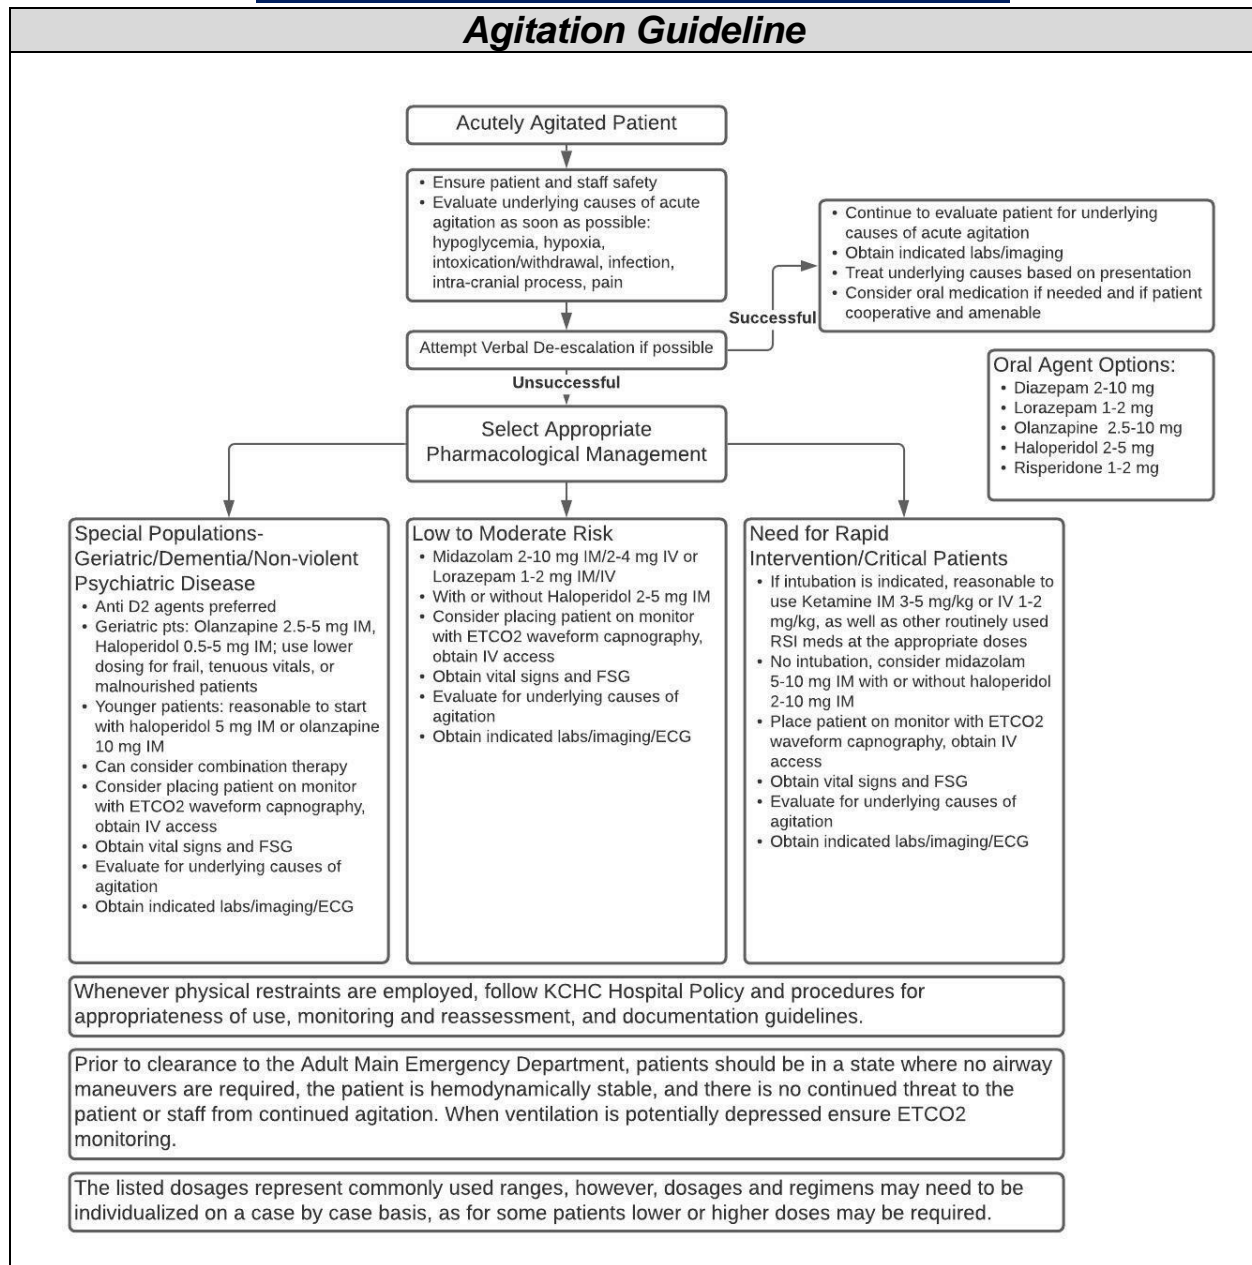 Agitation Guideline
Acutely Agitated Patient
• Ensure patient and staff safety
• Evaluate underlying causes of acute
agitation as soon as possible:
hypoglycemia, hypoxia,
intoxication/withdrawal, infection,
intra-cranial process, pain
• Continue to evaluate patient for underlying
causes of acute agitation
• Obtain indicated labs/imaging
• Treat underlying causes based on presentation
• Consider oral medication if needed and if patient
cooperative and amenable
Successful
Attempt Verbal De-escalation if possible
Unsuccessful
Oral Agent Options:
• Diazepam 2-10 mg
• Lorazepam 1-2 mg
• Olanzapine 2.5-10 mg
• Haloperidol 2-5 mg
• Risperidone 1-2 mg
Select Appropriate
Pharmacological Management
Special Populations-
Geriatric/Dementia/Non-violent
Psychiatric Disease
• Anti D2 agents preferred
• Geriatric pts: Olanzapine 2.5-5 mg IM,
Haloperidol 0.5-5 mg IM; use lower
dosing for frail, tenuous vitals, or
malnourished patients
• Younger patients: reasonable to start
with haloperidol 5 mg IM or olanzapine
10 mg IM
• Can consider combination therapy
• Consider placing patient on monitor
with ETCO2 waveform capnography,
obtain IV access
• Obtain vital signs and FSG
• Evaluate for underlying causes of
agitation
• Obtain indicated labs/imaging/ECG
Low to Moderate Risk
• Midazolam 2-10 mg IM/2-4 mg IV or
Lorazepam 1-2 mg IM/IV
• With or without Haloperidol 2-5 mg IM
• Consider placing patient on monitor
with ETCO2 waveform capnography,
obtain IV access
• Obtain vital signs and FSG
• Evaluate for underlying causes of
agitation
• Obtain indicated labs/imaging/ECG
Need for Rapid
Intervention/Critical Patients
• If intubation is indicated, reasonable to
use Ketamine IM 3-5 mg/kg or IV 1-2
mg/kg, as well as other routinely used
RSI meds at the appropriate doses
• No intubation, consider midazolam
5-10 mg IM with or without haloperidol
2-10 mg IM
• Place patient on monitor with ETCO2
waveform capnography, obtain IV
access
• Obtain vital signs and FSG
• Evaluate for underlying causes of
agitation
• Obtain indicated labs/imaging/ECG
Whenever physical restraints are employed, follow KCHC Hospital Policy and procedures for
appropriateness of use, monitoring and reassessment, and documentation guidelines.
Prior to clearance to the Adult Main Emergency Department, patients should be in a state where no airway
maneuvers are required, the patient is hemodynamically stable, and there is no continued threat to the
patient or staff from continued agitation. When ventilation is potentially depressed ensure ETCO2
monitoring.
The listed dosages represent commonly used ranges, however, dosages and regimens may need to be
individualized on a case by case basis, as for some patients lower or higher doses may be required.